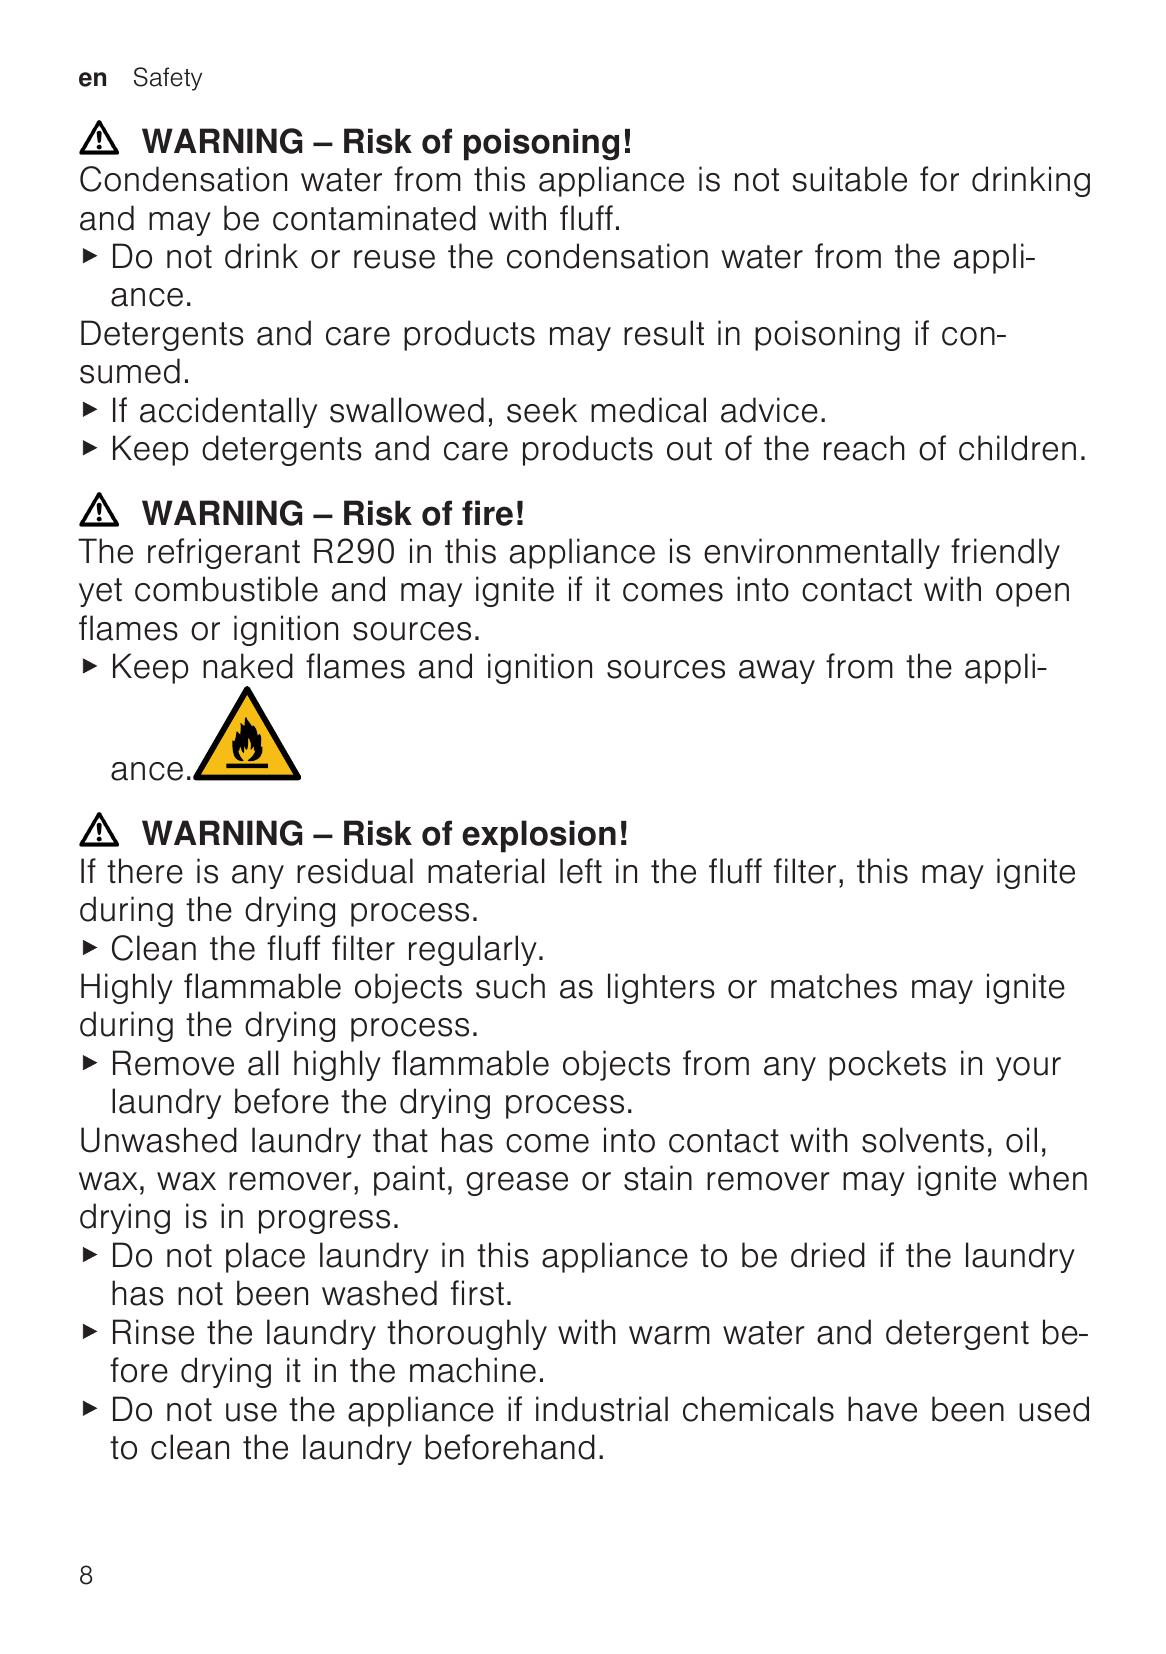 en Safety
WARNING – Risk of poisoning!
Condensation water from this appliance is not suitable for drinking
and may be contaminated with fluff.
▶ Do not drink or reuse the condensation water from the appli-
ance.
Detergents and care products may result in poisoning if con-
sumed.
▶ If accidentally swallowed, seek medical advice.
▶ Keep detergents and care products out of the reach of children.
WARNING – Risk of fire!
The refrigerant R290 in this appliance is environmentally friendly
yet combustible and may ignite if it comes into contact with open
flames or ignition sources.
▶ Keep naked flames and ignition sources away from the appli-
ance.
WARNING – Risk of explosion!
If there is any residual material left in the fluff filter, this may ignite
during the drying process.
▶ Clean the fluff filter regularly.
Highly flammable objects such as lighters or matches may ignite
during the drying process.
▶ Remove all highly flammable objects from any pockets in your
laundry before the drying process.
Unwashed laundry that has come into contact with solvents, oil,
wax, wax remover, paint, grease or stain remover may ignite when
drying is in progress.
▶ Do not place laundry in this appliance to be dried if the laundry
has not been washed first.
▶ Rinse the laundry thoroughly with warm water and detergent be-
fore drying it in the machine.
▶ Do not use the appliance if industrial chemicals have been used
to clean the laundry beforehand.
8